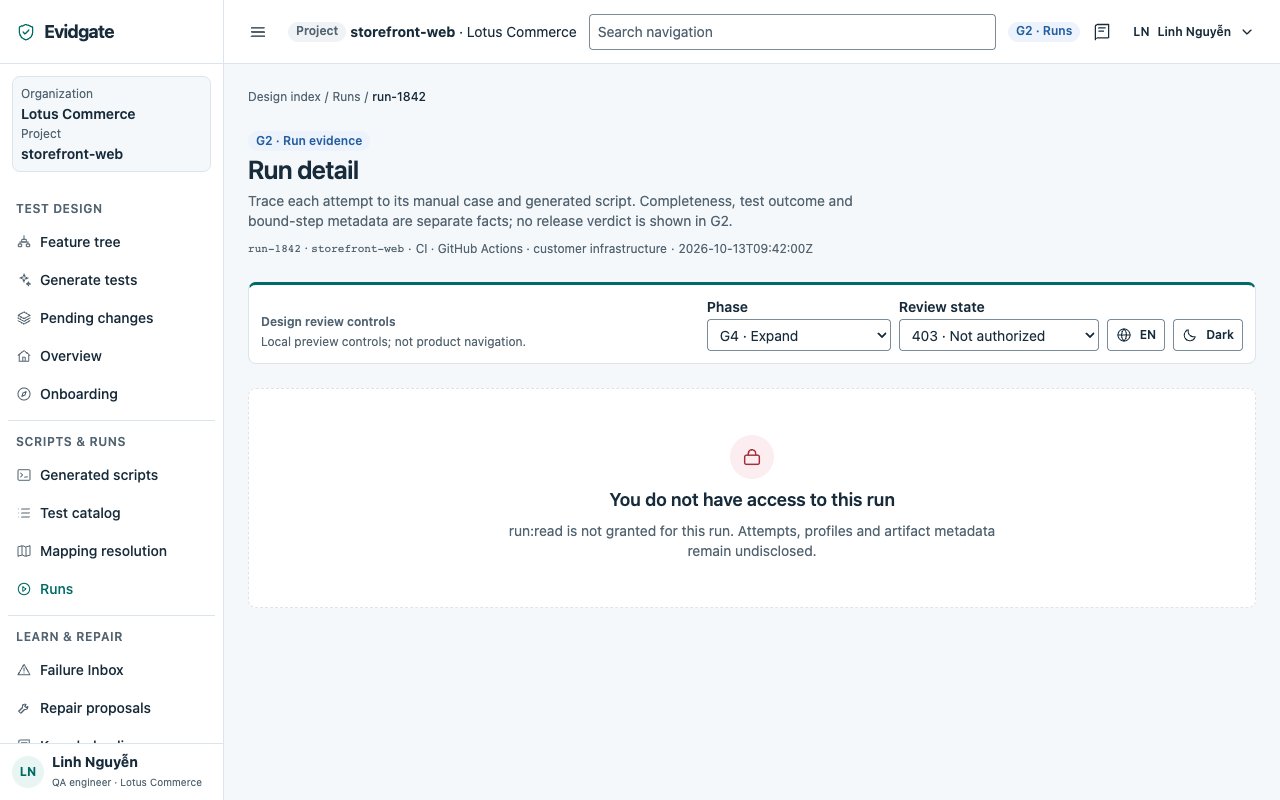 Evidgate
Project storefront-web · Lotus Commerce
Search navigation
G2 · Runs
LN Linh Nguyễn
Organization
Lotus Commerce
Project
storefront-web
TEST DESIGN
Feature tree
Generate tests
Pending changes
Overview
Onboarding
SCRIPTS & RUNS
Generated scripts
Test catalog
Mapping resolution
Runs
LEARN & REPAIR
Failure Inbox
Repair proposals
LN
Linh Nguyễn
QA engineer · Lotus Commerce
Design index / Runs / run-1842
G2 · Run evidence
Run detail
Trace each attempt to its manual case and generated script. Completeness, test outcome and
bound-step metadata are separate facts; no release verdict is shown in G2.
run-1842 · storefront-web · CI · GitHub Actions · customer infrastructure · 2026-10-13T09:42:00Z
Design review controls
Local preview controls; not product navigation.
Phase
G4 · Expand
Review state
403 · Not authorized
EN
Dark
You do not have access to this run
run:read is not granted for this run. Attempts, profiles and artifact metadata
remain undisclosed.